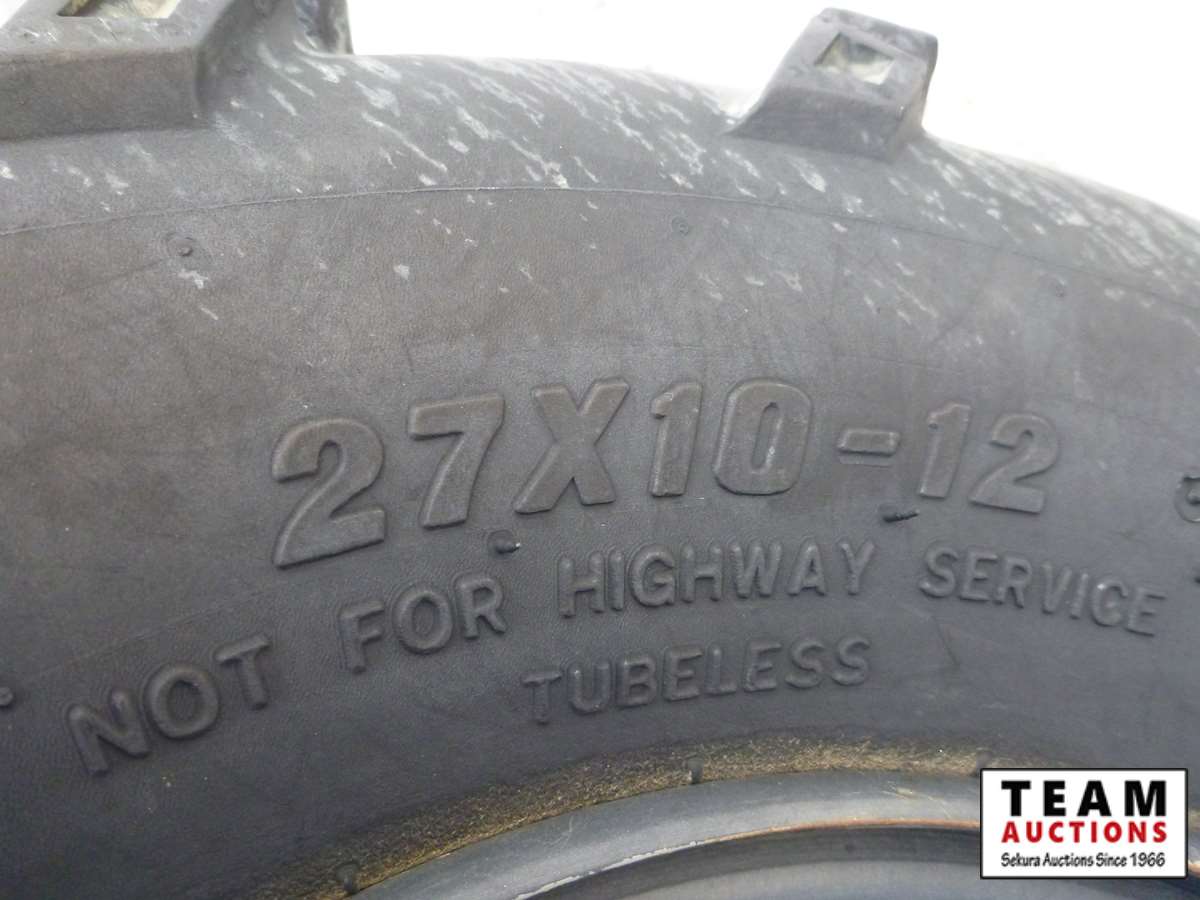 27X10-12
NOT FOR HIGHWAY SERVICE
TUBELESS
TEAM
AUCTIONS
Sekura Auctions Since 1966